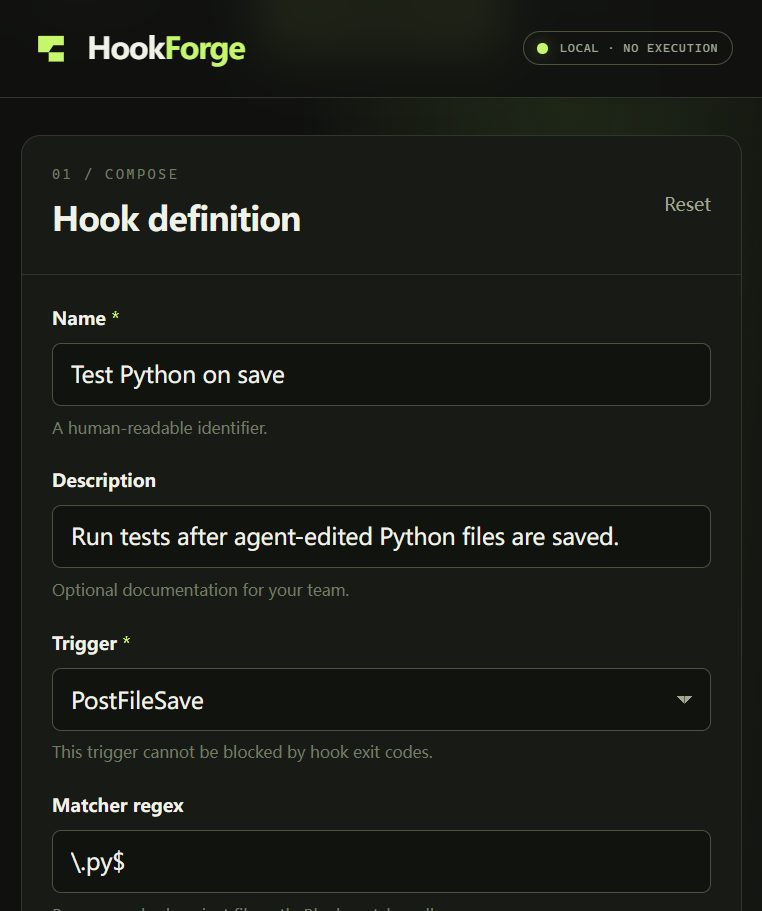 HookForge
LOCAL · NO EXECUTION
01 / COMPOSE
Hook definition
Reset
Name *
Test Python on save
A human-readable identifier.
Description
Run tests after agent-edited Python files are saved.
Optional documentation for your team.
Trigger *
PostFileSave
This trigger cannot be blocked by hook exit codes.
Matcher regex
\.py$